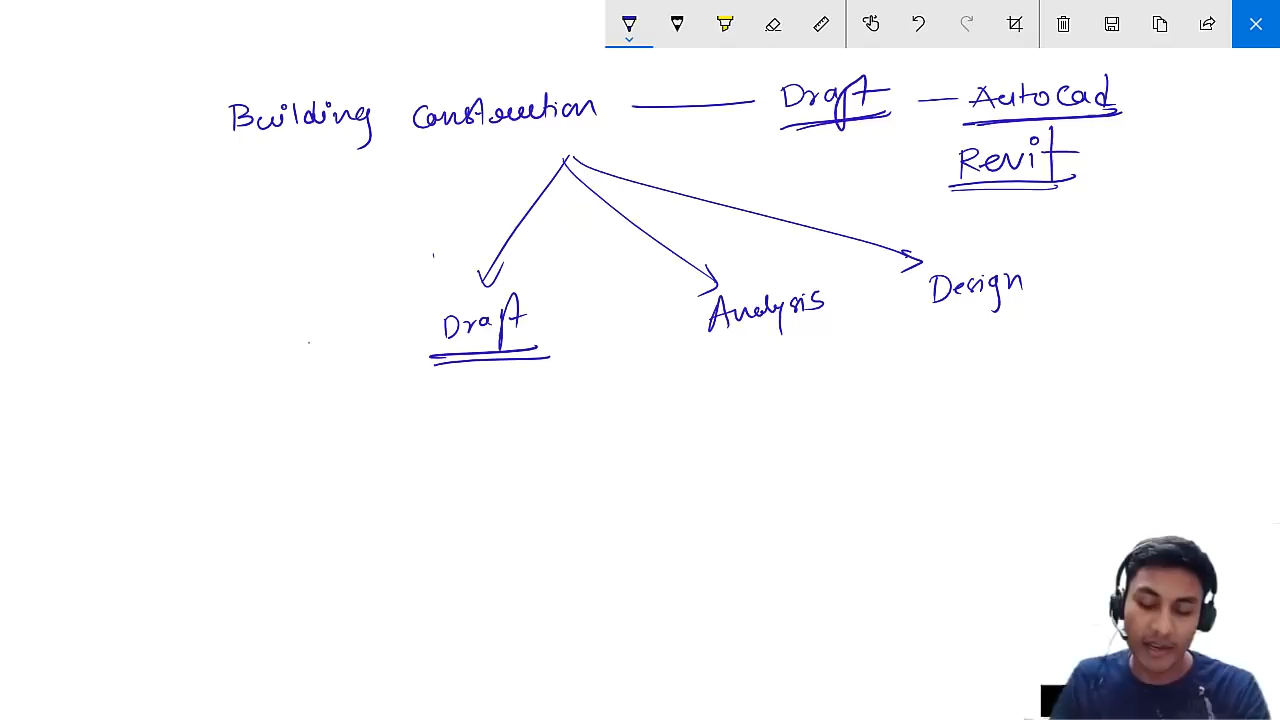 Building Construction — Draft — AutoCad
Revit
Draft Analysis Design